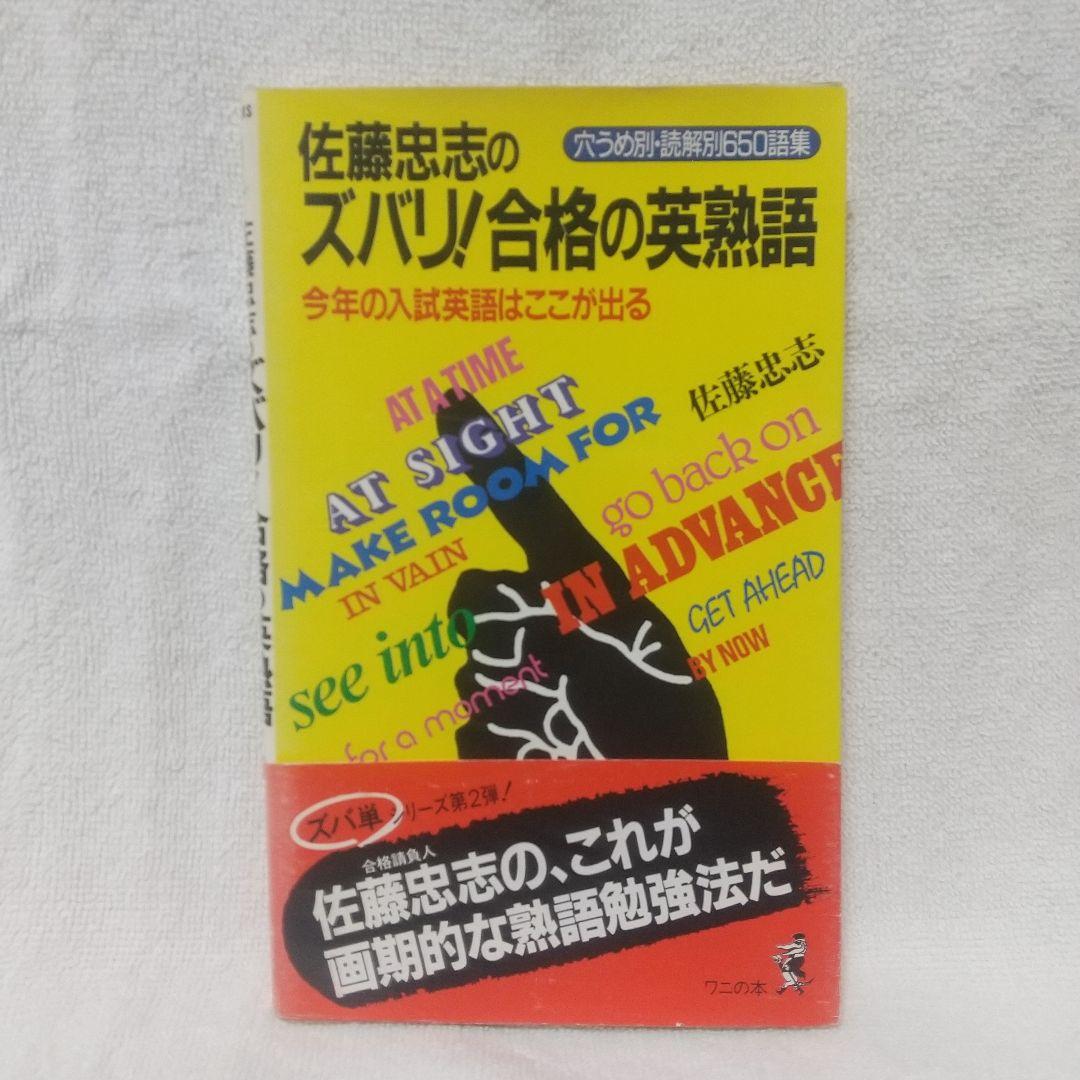 佐藤忠志の
穴うめ別・読解別650語集
ズバリ!合格の英熟語
今年の入試英語はここが出る
佐藤忠志
AT A TIME
AT SIGHT
MAKE ROOM FOR
go back on
IN VAIN
IN ADVANCE
see into
GET AHEAD
BY NOW
for a moment
ズバ単シリーズ第2弾!
合格請負人
佐藤忠志の、これが
画期的な熟語勉強法だ
ワニの本